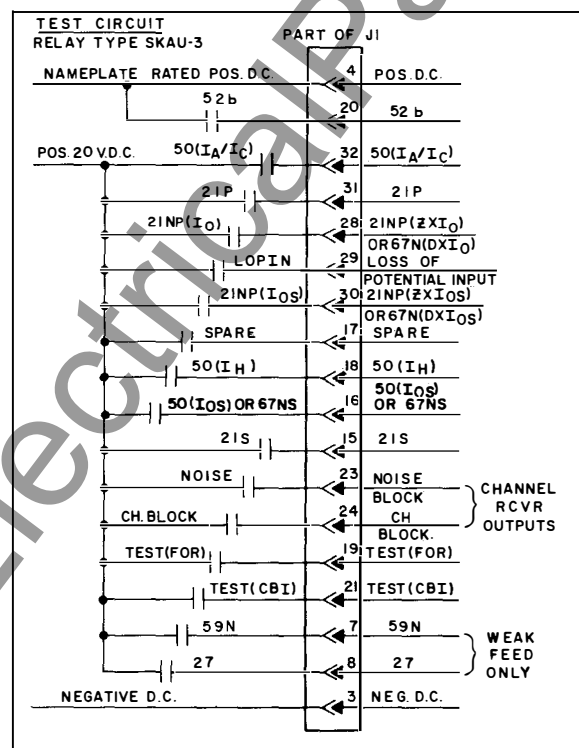 TEST CIRCUIT
RELAY TYPE SKAU-3
PART OF J1
NAMEPLATE RATED POS. D.C. 4 POS. D.C.
52b 20 52b
POS. 20 V.D.C. 50(IA/IC) 32 50(IA/IC)
21P 31 21P
21NP(IO) 28 21NP(ZXIO)
OR67N(DXIO)
LOPIN 29 LOSS OF
POTENTIAL INPUT
21NP(IOS) 30 21NP(ZXIOS)
OR67N(DXIOS)
SPARE 17 SPARE
50(IH) 18 50(IH)
50(IOS) OR 67NS 16 50(IOS)
OR 67NS
21S 15 21S
NOISE 23 NOISE
BLOCK
CH. BLOCK 24 CH
BLOCK.
CHANNEL
RCVR
OUTPUTS
TEST(FOR) 19 TEST(FOR)
TEST(CBI) 21 TEST(CBI)
59N 7 59N
27 8 27
WEAK
FEED
ONLY
NEGATIVE D.C. 3 NEG. D.C.
ElectricalPa